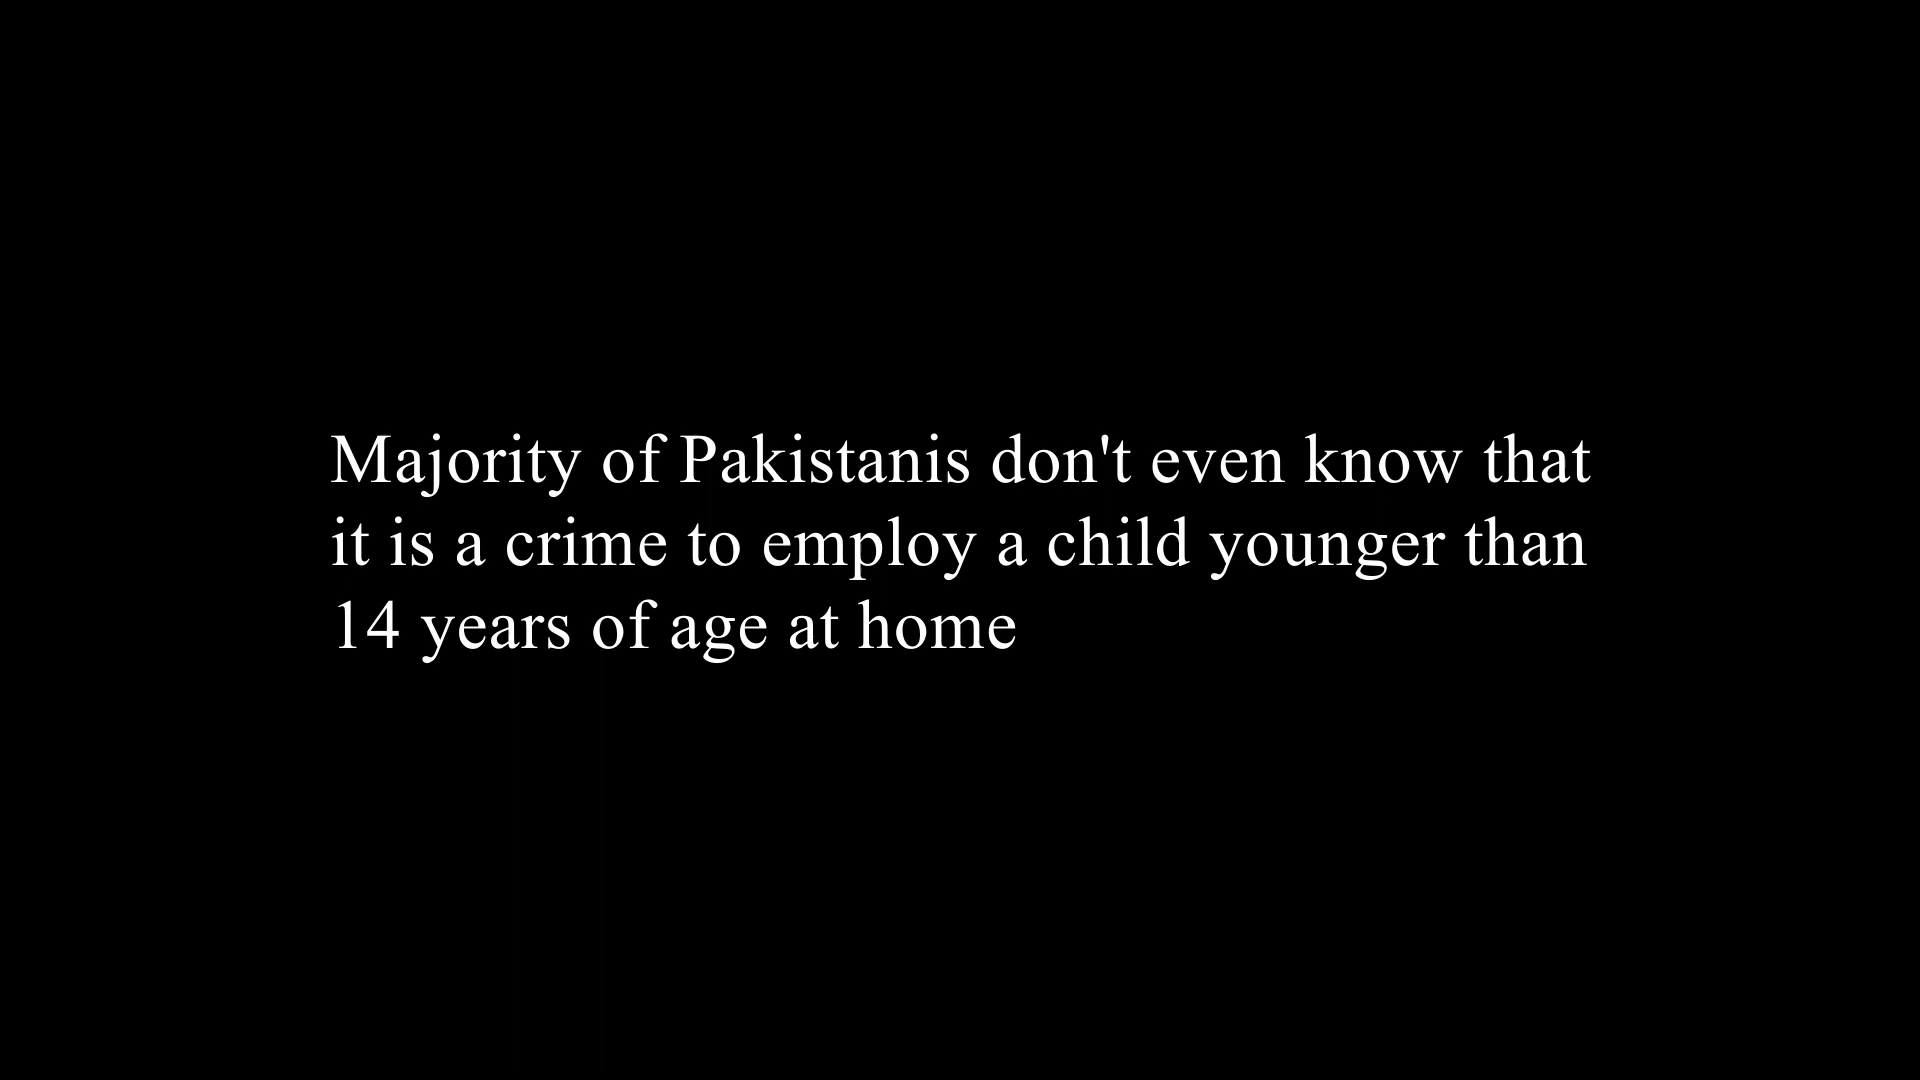 Majority of Pakistanis don't even know that
it is a crime to employ a child younger than
14 years of age at home